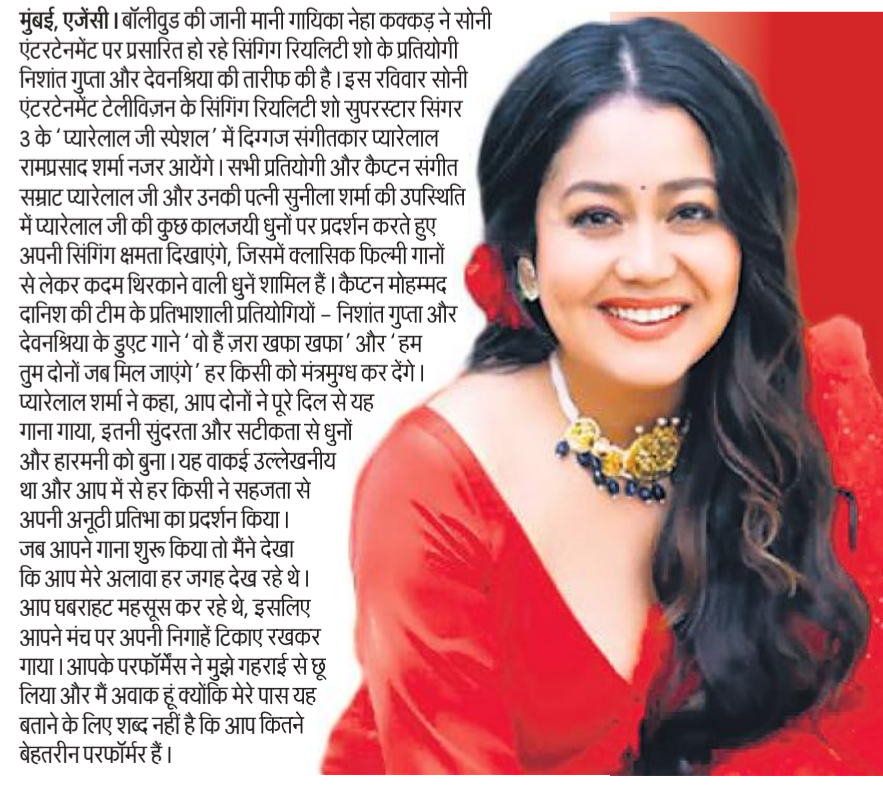 मुंबई, एजेंसी। बॉलीवुड की जानी मानी गायिका नेहा कक्कड़ ने सोनी
एंटरटेनमेंट पर प्रसारित हो रहे सिंगिग रियलिटी शो के प्रतियोगी
निशांत गुप्ता और देवनश्रिया की तारीफ की है। इस रविवार सोनी
एंटरटेनमेंट टेलीविज़न के सिंगिंग रियलिटी शो सुपरस्टार सिंगर
3 के ‘प्यारेलाल जी स्पेशल’ में दिग्गज संगीतकार प्यारेलाल
रामप्रसाद शर्मा नजर आयेंगे। सभी प्रतियोगी और कैप्टन संगीत
सम्राट प्यारेलाल जी और उनकी पत्नी सुनीला शर्मा की उपस्थिति
में प्यारेलाल जी की कुछ कालजयी धुनों पर प्रदर्शन करते हुए
अपनी सिंगिंग क्षमता दिखाएंगे, जिसमें क्लासिक फिल्मी गानों
से लेकर कदम थिरकाने वाली धुनें शामिल हैं। कैप्टन मोहम्मद
दानिश की टीम के प्रतिभाशाली प्रतियोगियों – निशांत गुप्ता और
देवनश्रिया के डुएट गाने ‘वो हैं ज़रा खफा खफा’ और ‘हम
तुम दोनों जब मिल जाएंगे’ हर किसी को मंत्रमुग्ध कर देंगे।
प्यारेलाल शर्मा ने कहा, आप दोनों ने पूरे दिल से यह
गाना गाया, इतनी सुंदरता और सटीकता से धुनों
और हारमनी को बुना। यह वाकई उल्लेखनीय
था और आप में से हर किसी ने सहजता से
अपनी अनूठी प्रतिभा का प्रदर्शन किया।
जब आपने गाना शुरू किया तो मैंने देखा
कि आप मेरे अलावा हर जगह देख रहे थे।
आप घबराहट महसूस कर रहे थे, इसलिए
आपने मंच पर अपनी निगाहें टिकाए रखकर
गाया। आपके परफॉर्मेंस ने मुझे गहराई से छू
लिया और मैं अवाक हूं क्योंकि मेरे पास यह
बताने के लिए शब्द नहीं है कि आप कितने
बेहतरीन परफॉर्मर हैं।